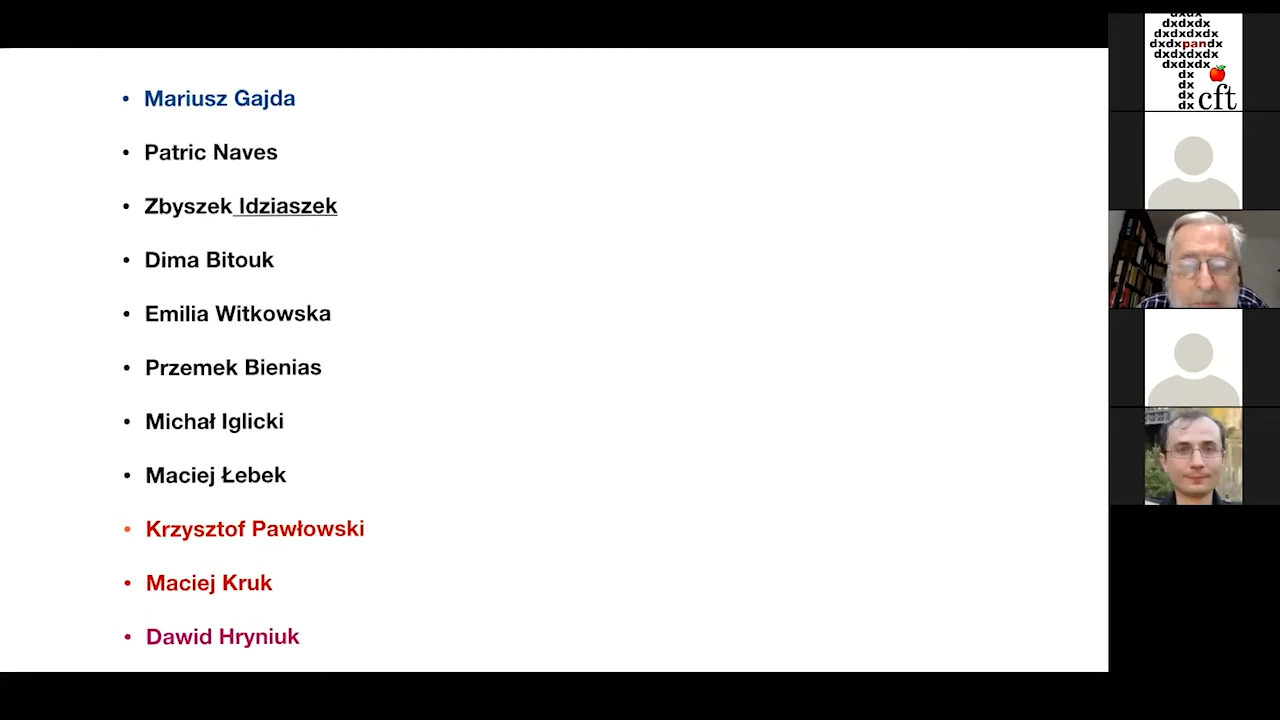 • Mariusz Gajda
• Patric Naves
• Zbyszek Idziaszek
• Dima Bitouk
• Emilia Witkowska
• Przemek Bienias
• Michał Iglicki
• Maciej Łebek
• Krzysztof Pawłowski
• Maciej Kruk
• Dawid Hryniuk
dxdxdx
dxdxdx
dxdxdxdx
dxdxpandx
dxdxdxdx
dxdxdx
dx
dx
dx
dx cft